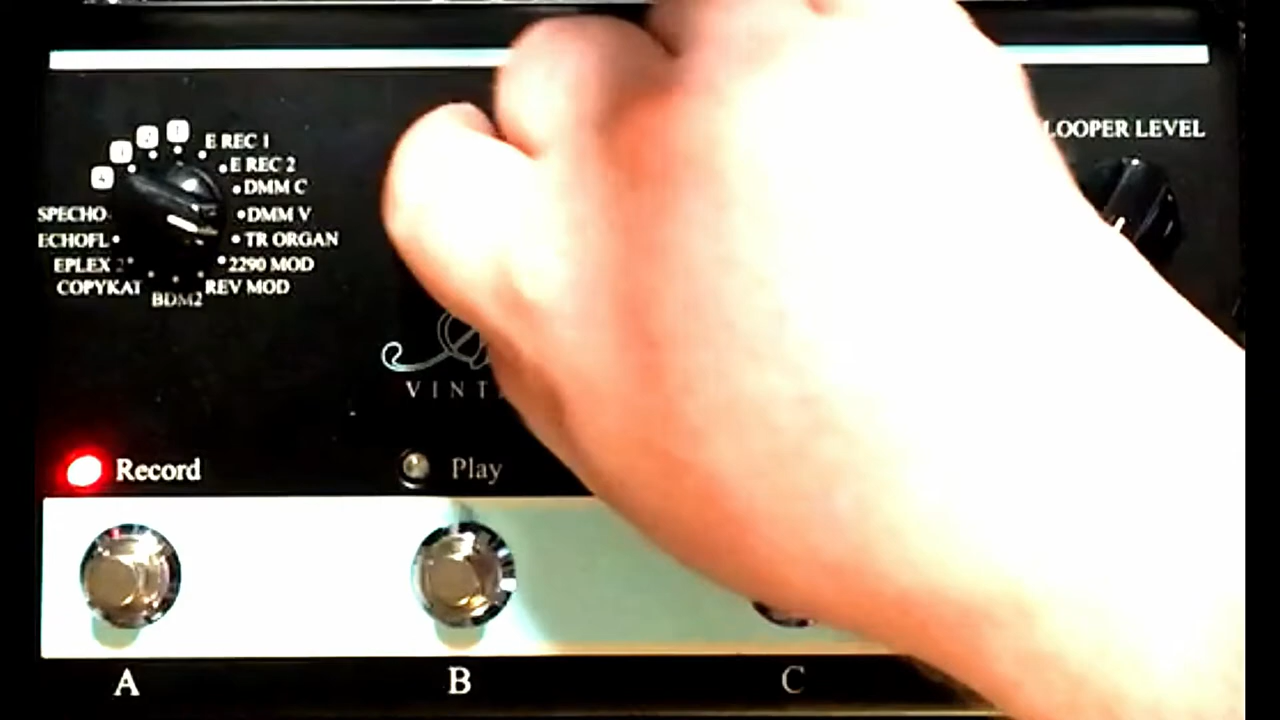 LOOPER LEVEL
E REC 1
E REC 2
DMM C
DMM V
TR ORGAN
2290 MOD
REV MOD
BDM2
COPYKAT
EPLEX 2
ECHOFL
SPECHO
4
VINT
Record
Play
A
B
C